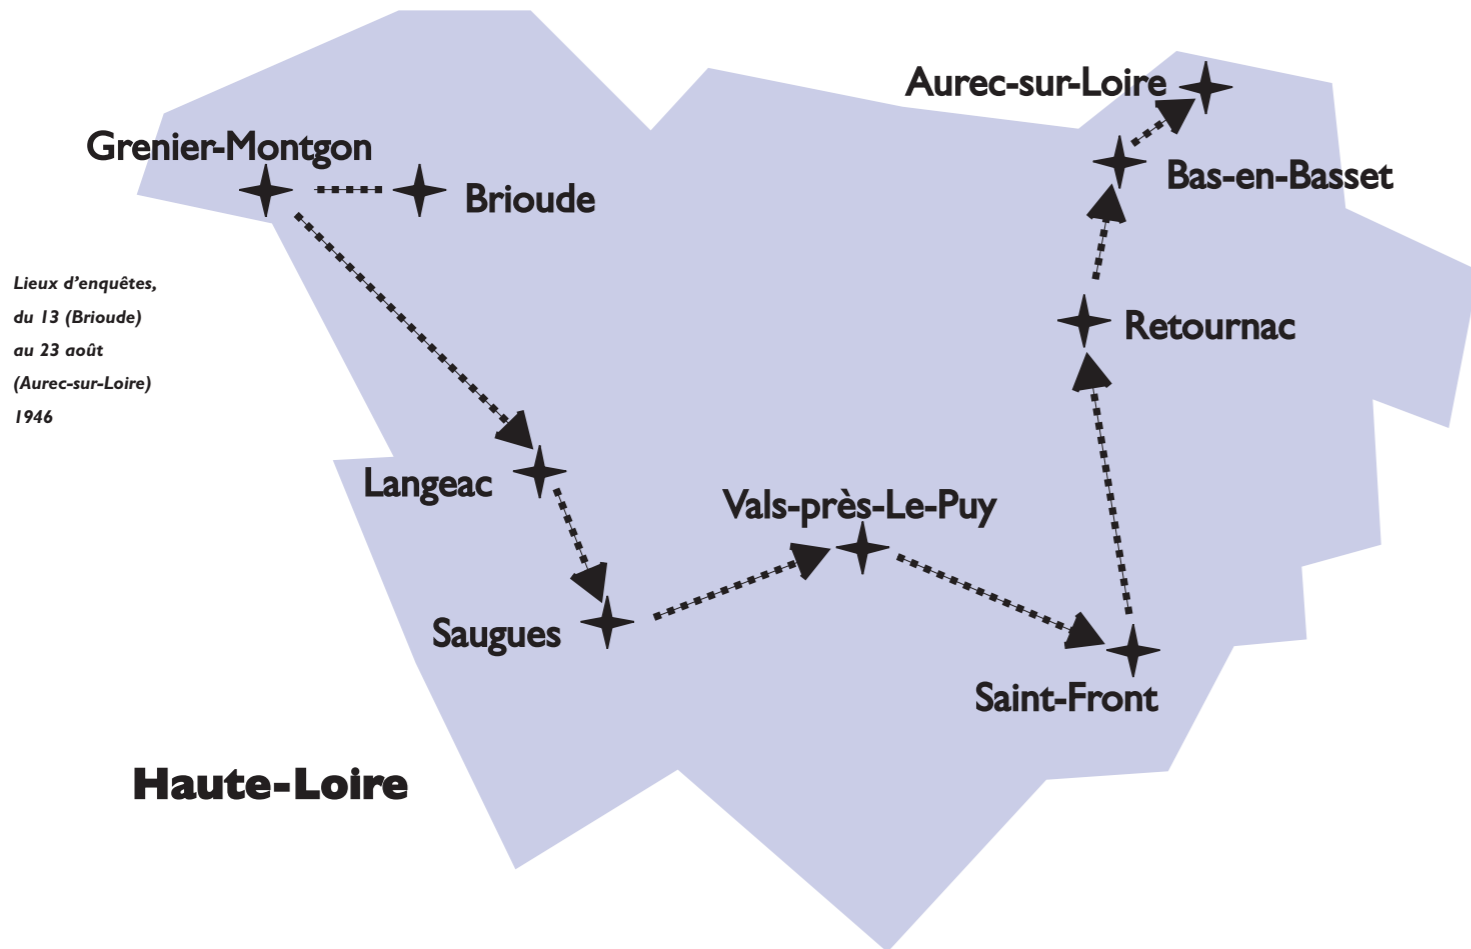 Aurec-sur-Loire
Grenier-Montgon
Bas-en-Basset
Brioude
Lieux d’enquêtes,
du 13 (Brioude)
au 23 août
(Aurec-sur-Loire)
1946
Retournac
Langeac
Vals-près-Le-Puy
Saugues
Saint-Front
Haute-Loire